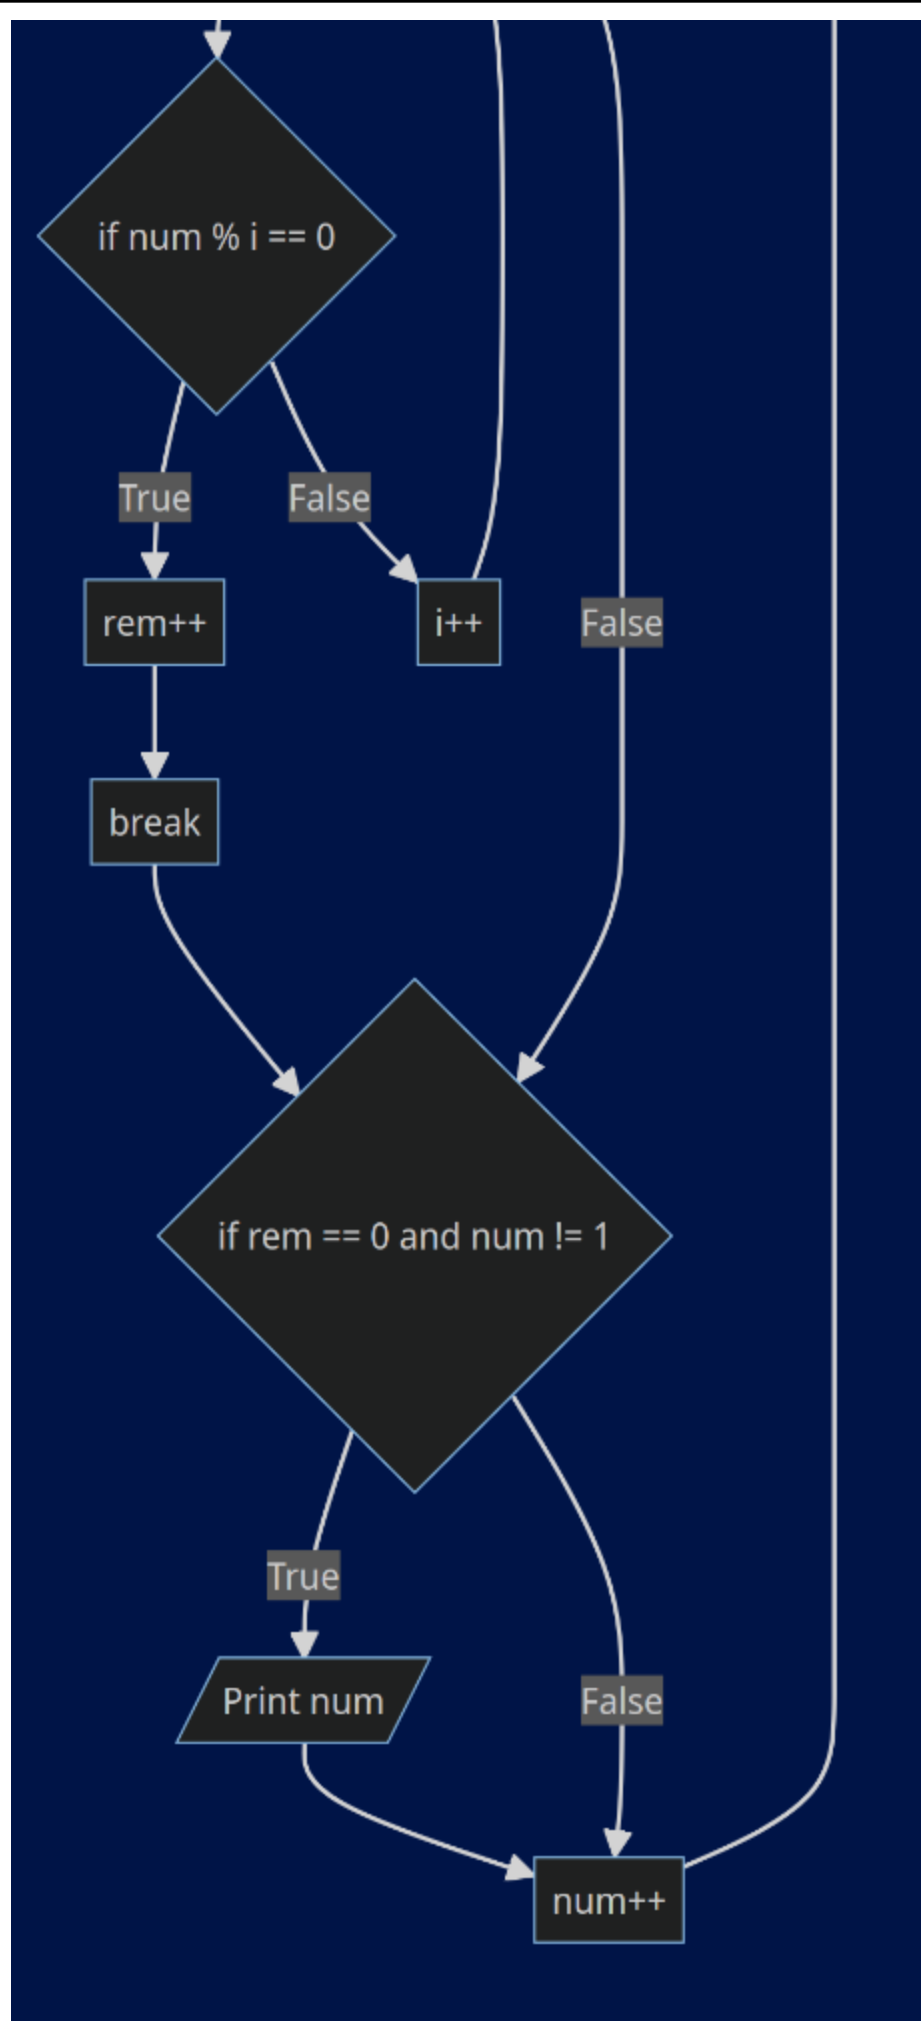 if num % i == 0
True
False
rem++
i++
False
break
if rem == 0 and num != 1
True
Print num
False
num++